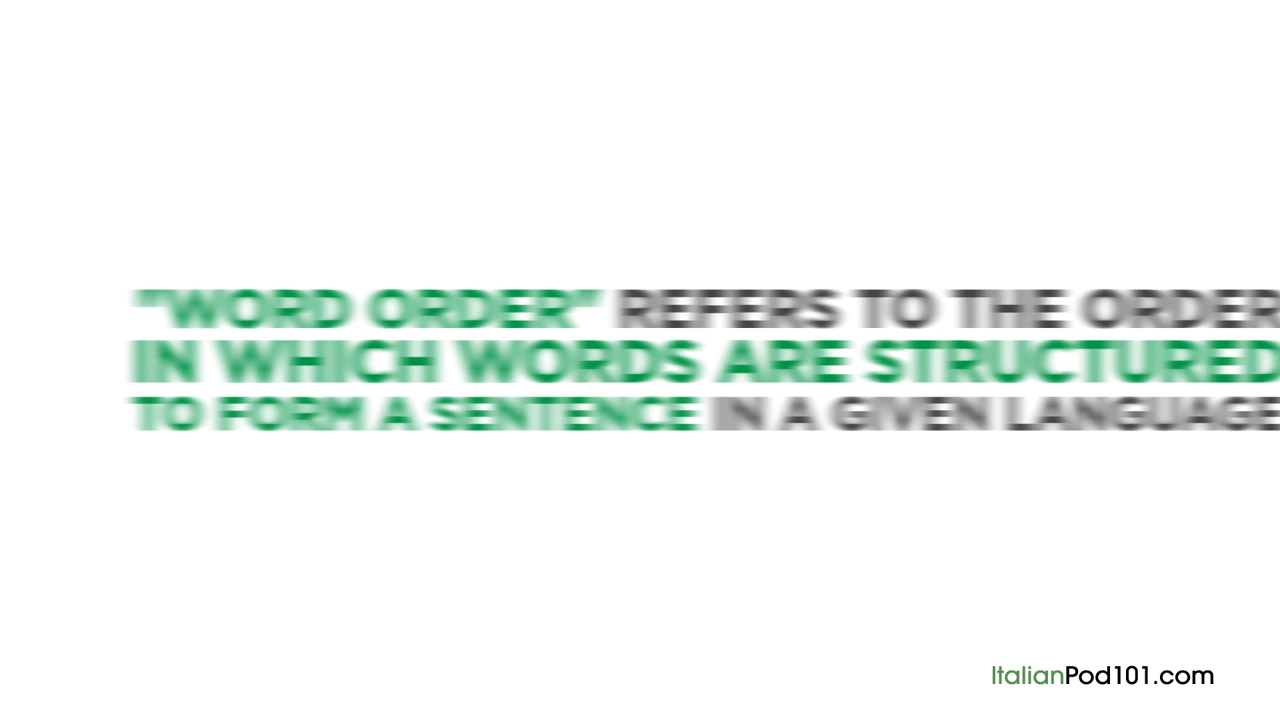 "WORD ORDER" REFERS TO THE ORDER
IN WHICH WORDS ARE STRUCTURED
TO FORM A SENTENCE IN A GIVEN LANGUAGE
ItalianPod101.com